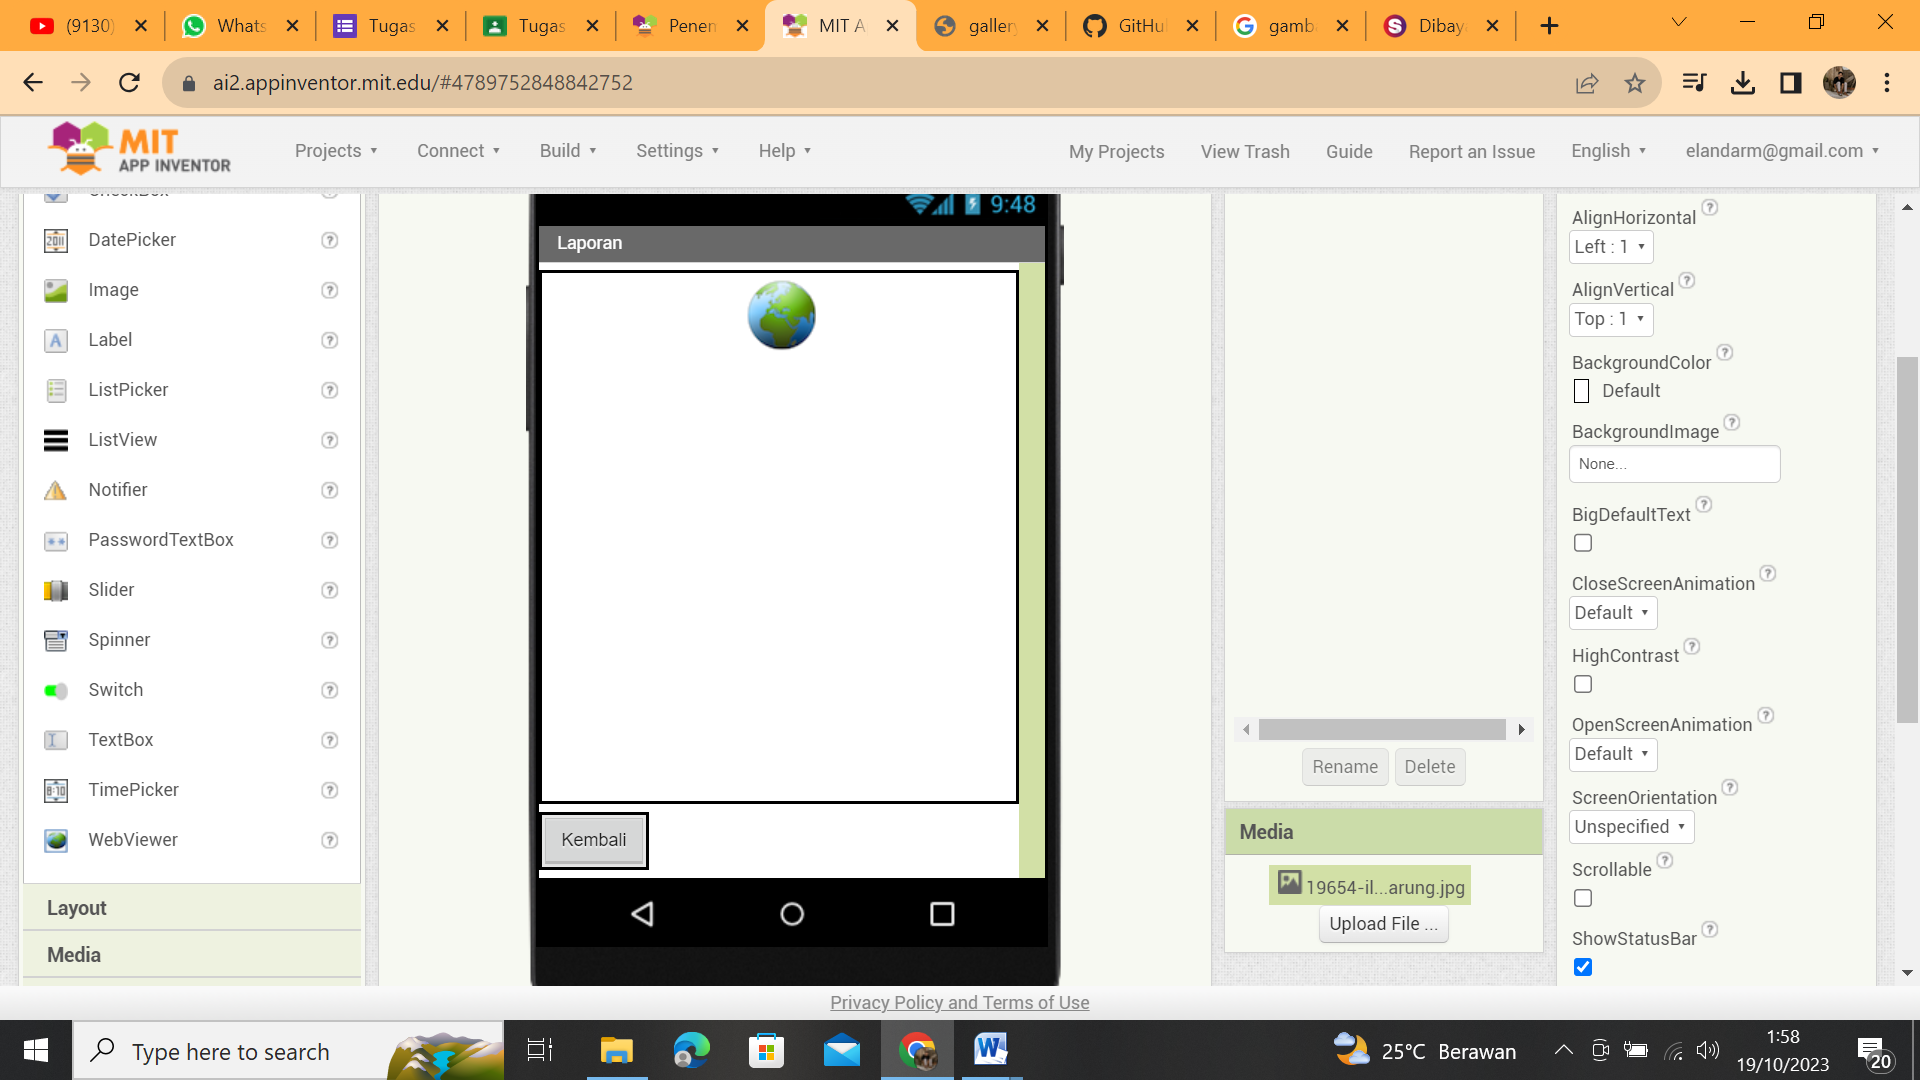 (9130)
Whats
Tugas
Tugas
Penem
MIT A
gallery
GitHu
gamba
Dibay
ai2.appinventor.mit.edu/#4789752848842752
MIT
APP INVENTOR
Projects
Connect
Build
Settings
Help
My Projects
View Trash
Guide
Report an Issue
English
elandarm@gmail.com
CheckBox
DatePicker
Image
Label
ListPicker
ListView
Notifier
PasswordTextBox
Slider
Spinner
Switch
TextBox
TimePicker
WebViewer
Layout
Media
9:48
Laporan
Kembali
Rename
Delete
Media
19654-il...arung.jpg
Upload File ...
AlignHorizontal
Left : 1
AlignVertical
Top : 1
BackgroundColor
Default
BackgroundImage
None...
BigDefaultText
CloseScreenAnimation
Default
HighContrast
OpenScreenAnimation
Default
ScreenOrientation
Unspecified
Scrollable
ShowStatusBar
Privacy Policy and Terms of Use
Type here to search
25°C Berawan
1:58
19/10/2023
20